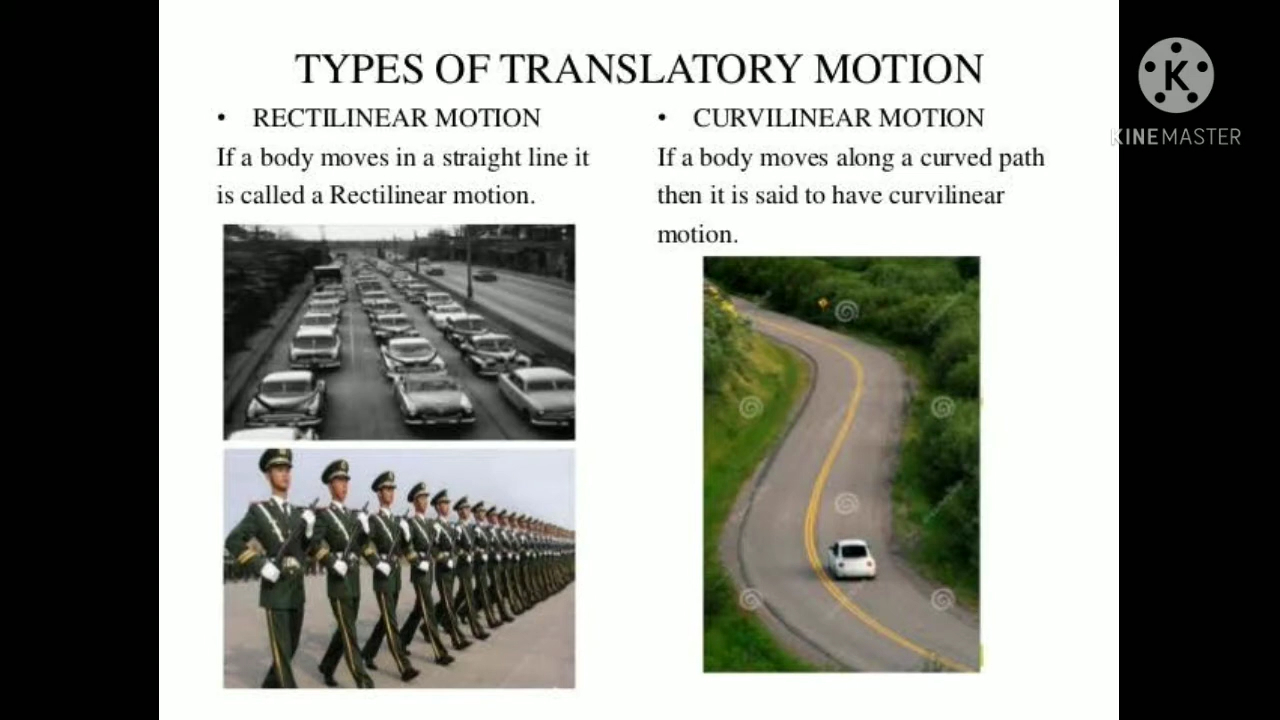 TYPES OF TRANSLATORY MOTION
• RECTILINEAR MOTION
If a body moves in a straight line it
is called a Rectilinear motion.
• CURVILINEAR MOTION
If a body moves along a curved path
then it is said to have curvilinear
motion.
K
KINEMASTER